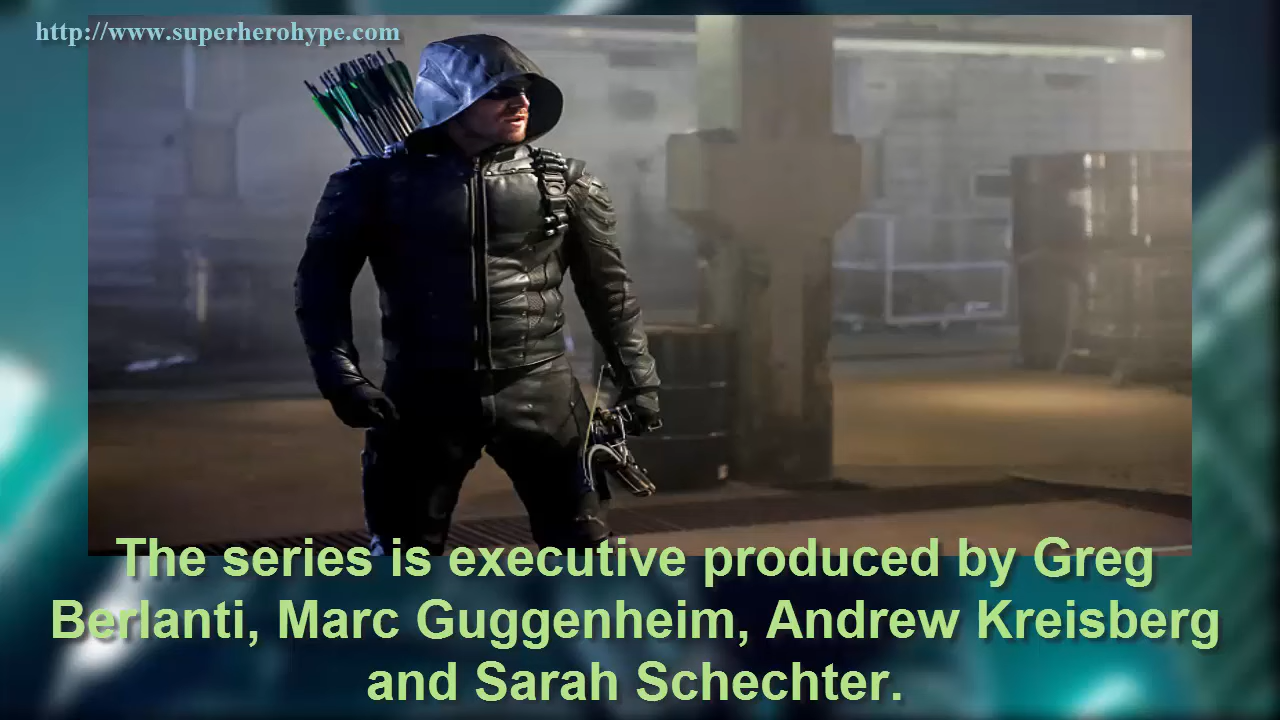 http://www.superherohype.com
The series is executive produced by Greg
Berlanti, Marc Guggenheim, Andrew Kreisberg
and Sarah Schechter.